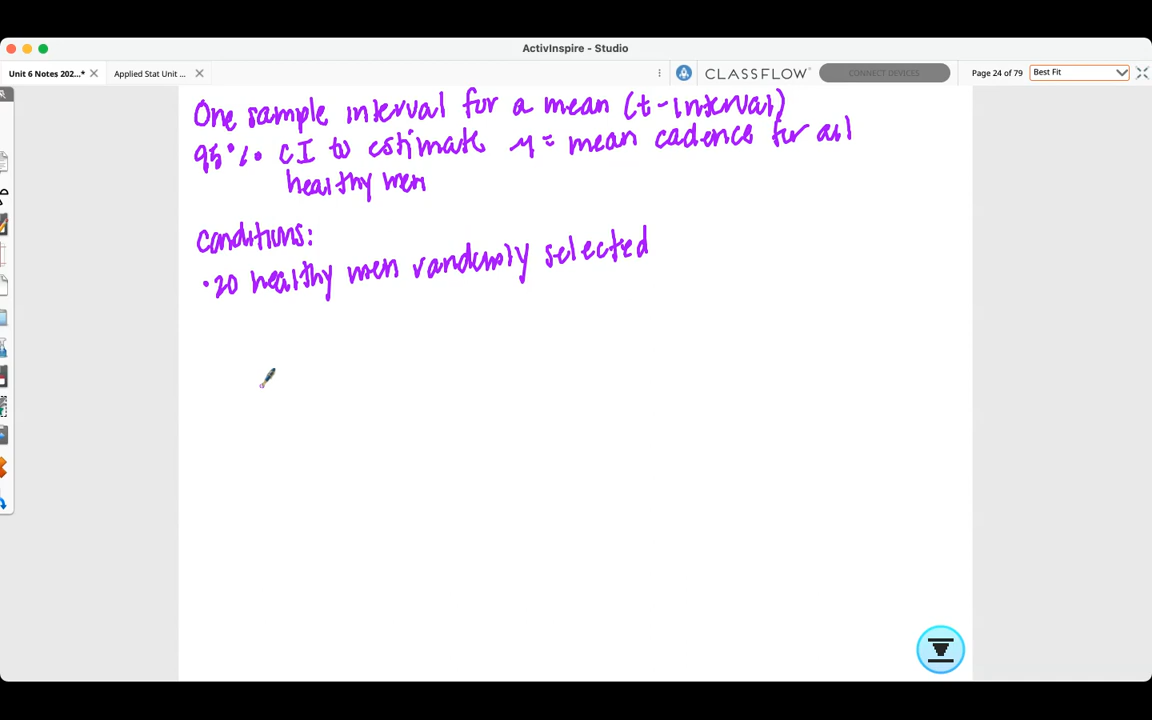 ActivInspire - Studio
Unit 6 Notes 202...* Applied Stat Unit ...
CLASSFLOW CONNECT DEVICES Page 24 of 79 Best Fit
One sample interval for a mean (t-interval)
95% CI to estimate μ = mean cadence for all
healthy men
Conditions:
• 20 healthy men randomly selected